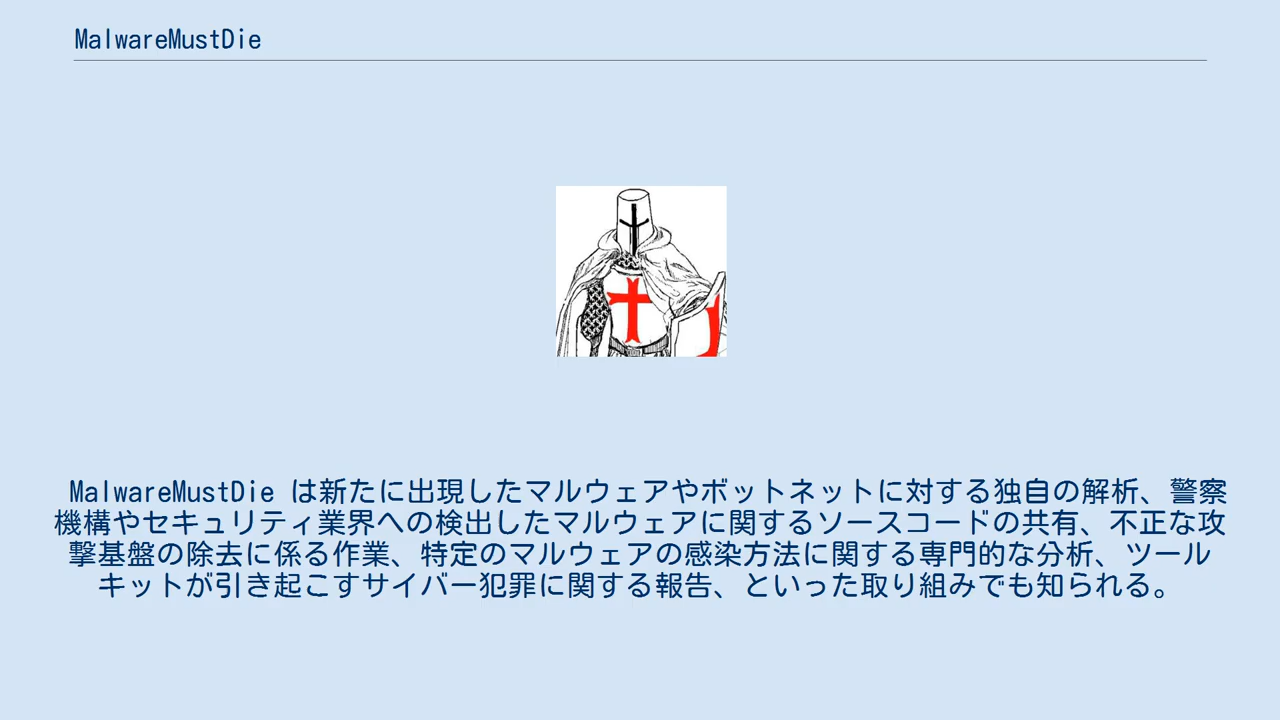 MalwareMustDie
MalwareMustDie は新たに出現したマルウェアやボットネットに対する独自の解析、警察
機構やセキュリティ業界への検出したマルウェアに関するソースコードの共有、不正な攻
撃基盤の除去に係る作業、特定のマルウェアの感染方法に関する専門的な分析、ツール
キットが引き起こすサイバー犯罪に関する報告、といった取り組みでも知られる。